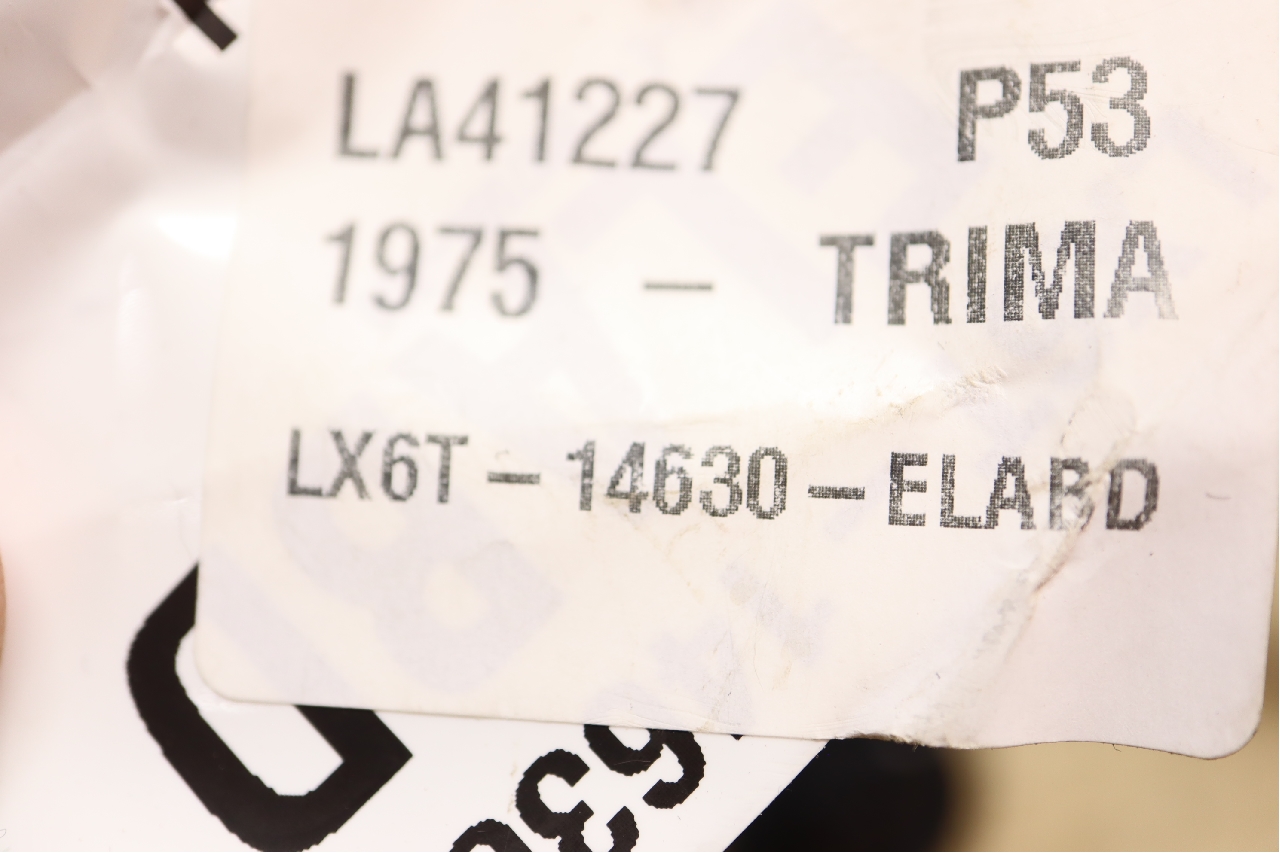 LA41227 P53
1975 – TRIMA
LX6T – 14630 – ELABD